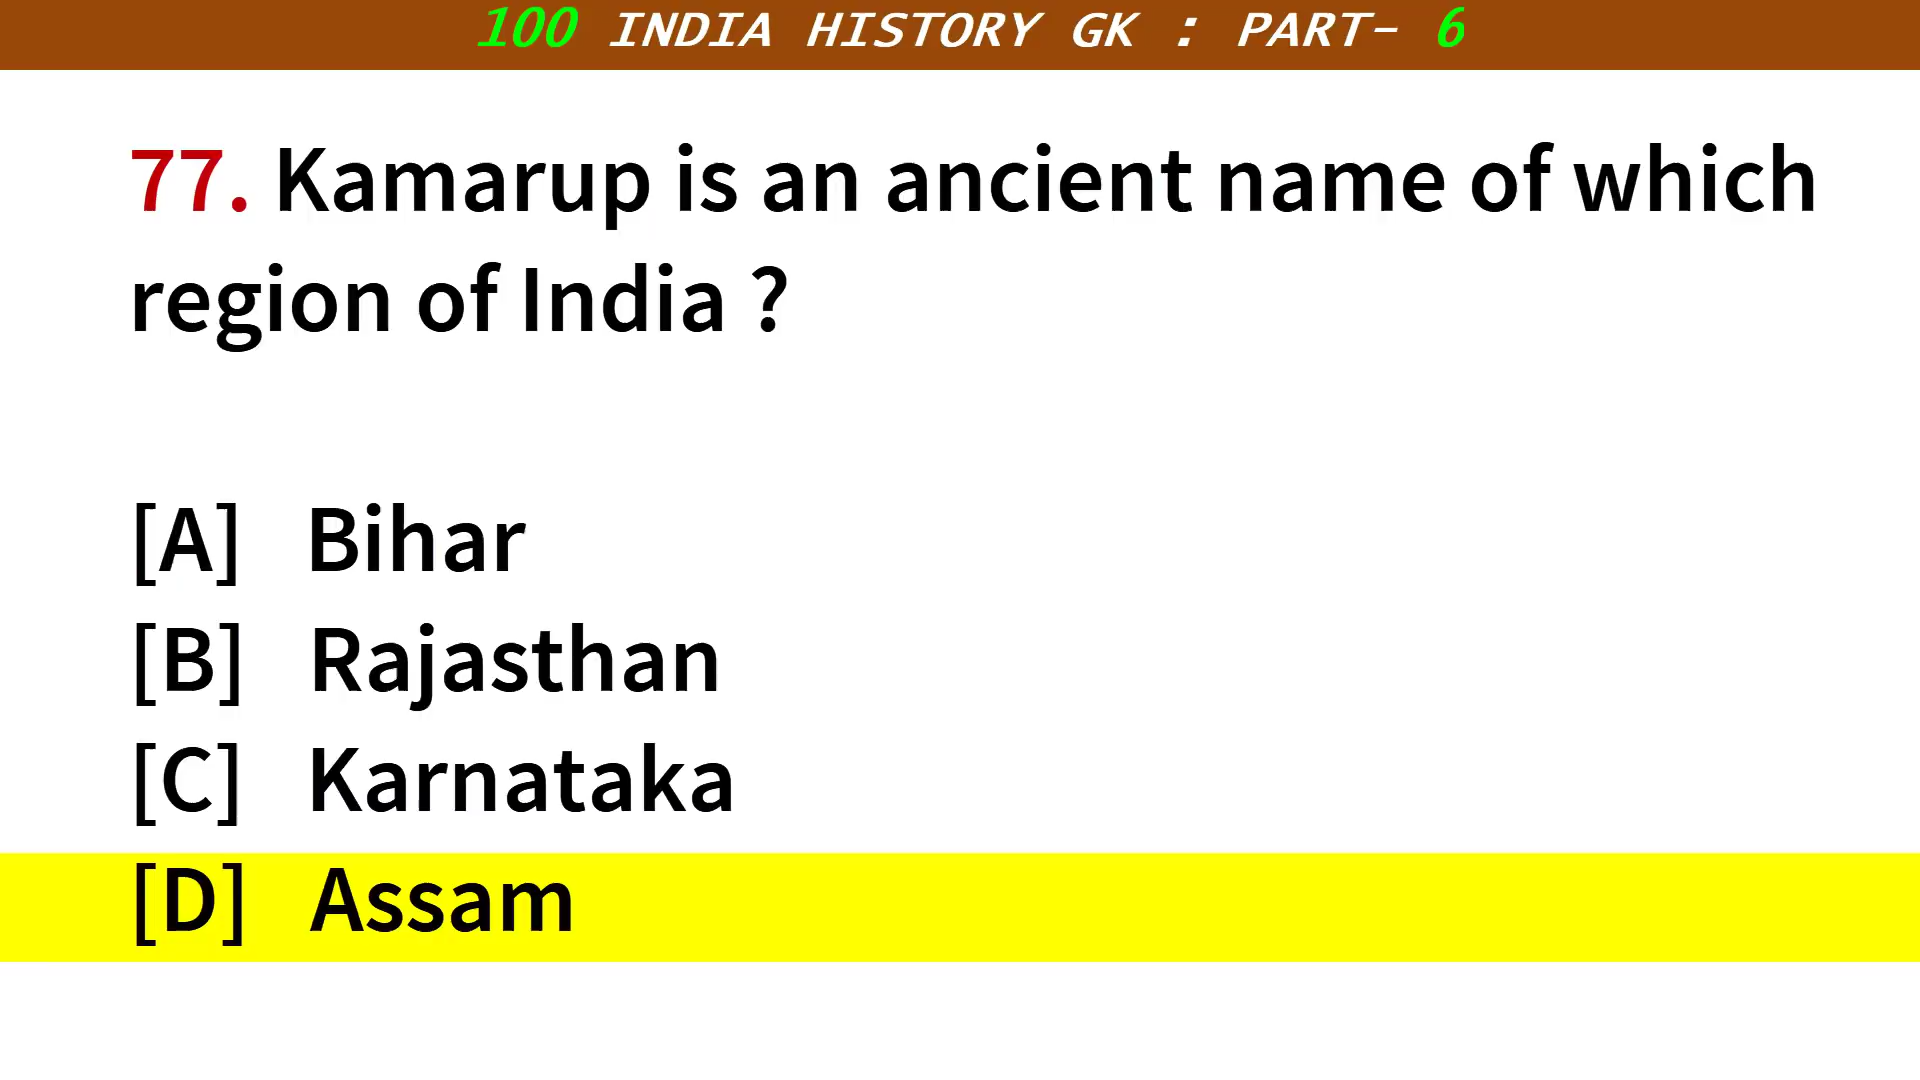 100 INDIA HISTORY GK : PART- 6
77. Kamarup is an ancient name of which
region of India ?
[A] Bihar
[B] Rajasthan
[C] Karnataka
[D] Assam